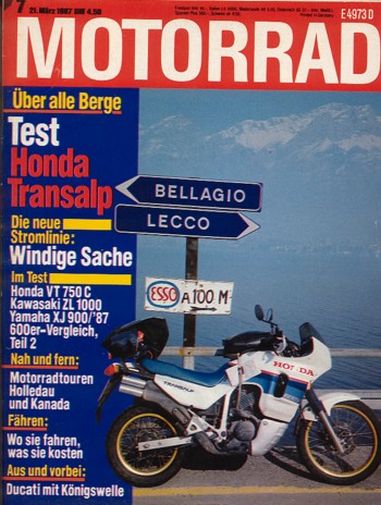 7 21. März 1987 DM 4,50
E 4973 D
MOTORRAD
Über alle Berge
Test
Honda
Transalp
BELLAGIO
LECCO
Die neue
Stromlinie:
Windige Sache
ESSO A 100 M
Im Test
Honda VT 750 C
Kawasaki ZL 1000
Yamaha XJ 900/'87
600er-Vergleich,
Teil 2
Nah und fern:
Motorradtouren
Holledau
und Kanada
HONDA
TRANSALP
Fähren:
Wo sie fahren,
was sie kosten
Aus und vorbei:
Ducati mit Königswelle